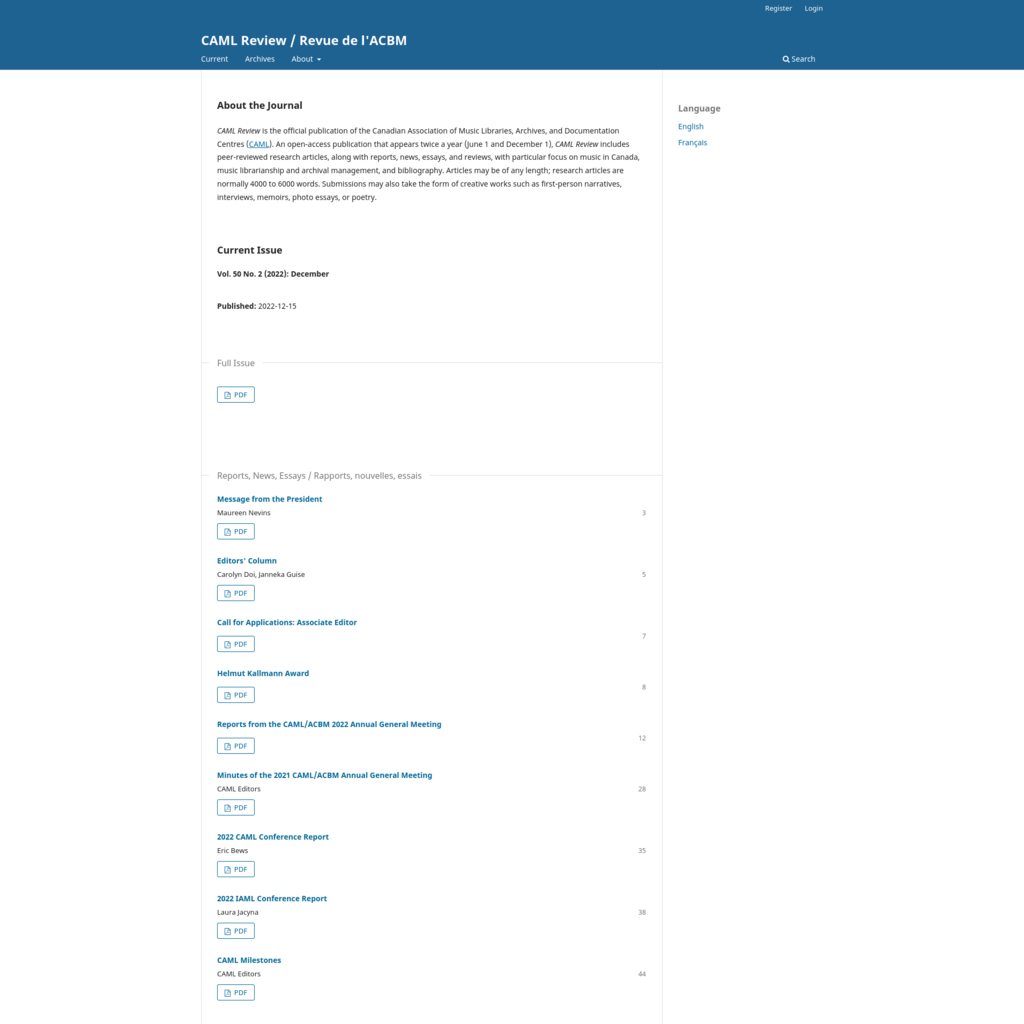 Register Login
CAML Review / Revue de l'ACBM
Current Archives About Search
About the Journal
CAML Review is the official publication of the Canadian Association of Music Libraries, Archives, and Documentation
Centres (CAML). An open-access publication that appears twice a year (June 1 and December 1), CAML Review includes
peer-reviewed research articles, along with reports, news, essays, and reviews, with particular focus on music in Canada,
music librarianship and archival management, and bibliography. Articles may be of any length; research articles are
normally 4000 to 6000 words. Submissions may also take the form of creative works such as first-person narratives,
interviews, memoirs, photo essays, or poetry.
Current Issue
Vol. 50 No. 2 (2022): December
Published: 2022-12-15
Full Issue
PDF
Reports, News, Essays / Rapports, nouvelles, essais
Message from the President
Maureen Nevins
3
PDF
Editors' Column
Carolyn Doi, Janneka Guise
5
PDF
Call for Applications: Associate Editor
7
PDF
Helmut Kallmann Award
8
PDF
Reports from the CAML/ACBM 2022 Annual General Meeting
12
PDF
Minutes of the 2021 CAML/ACBM Annual General Meeting
CAML Editors
28
PDF
2022 CAML Conference Report
Eric Bews
35
PDF
2022 IAML Conference Report
Laura Jacyna
38
PDF
CAML Milestones
CAML Editors
44
PDF
Language
English
Français